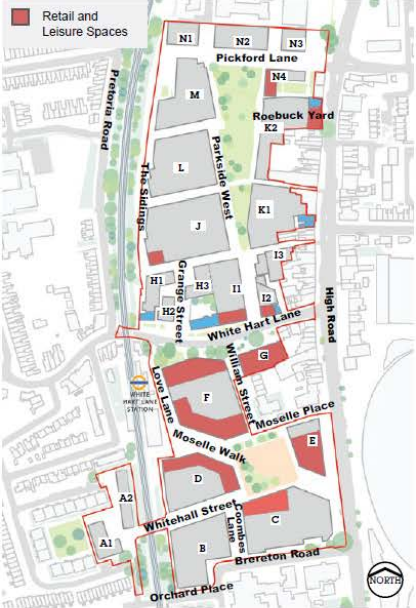 Retail and
Leisure Spaces
N1
N2
N3
Pickford Lane
N4
M
Pretoria Road
Roebuck Yard
K2
Parkside West
L
The Sidings
K1
J
I3
H1
Grange Street
H3
I1
I2
H2
High Road
White Hart Lane
G
William Street
Love Lane
WHITE
HART LANE
STATION
F
Moselle Place
Moselle Walk
E
D
A2
Whitehall Street
Coombes
Lane
C
A1
B
Brereton Road
Orchard Place
NORTH